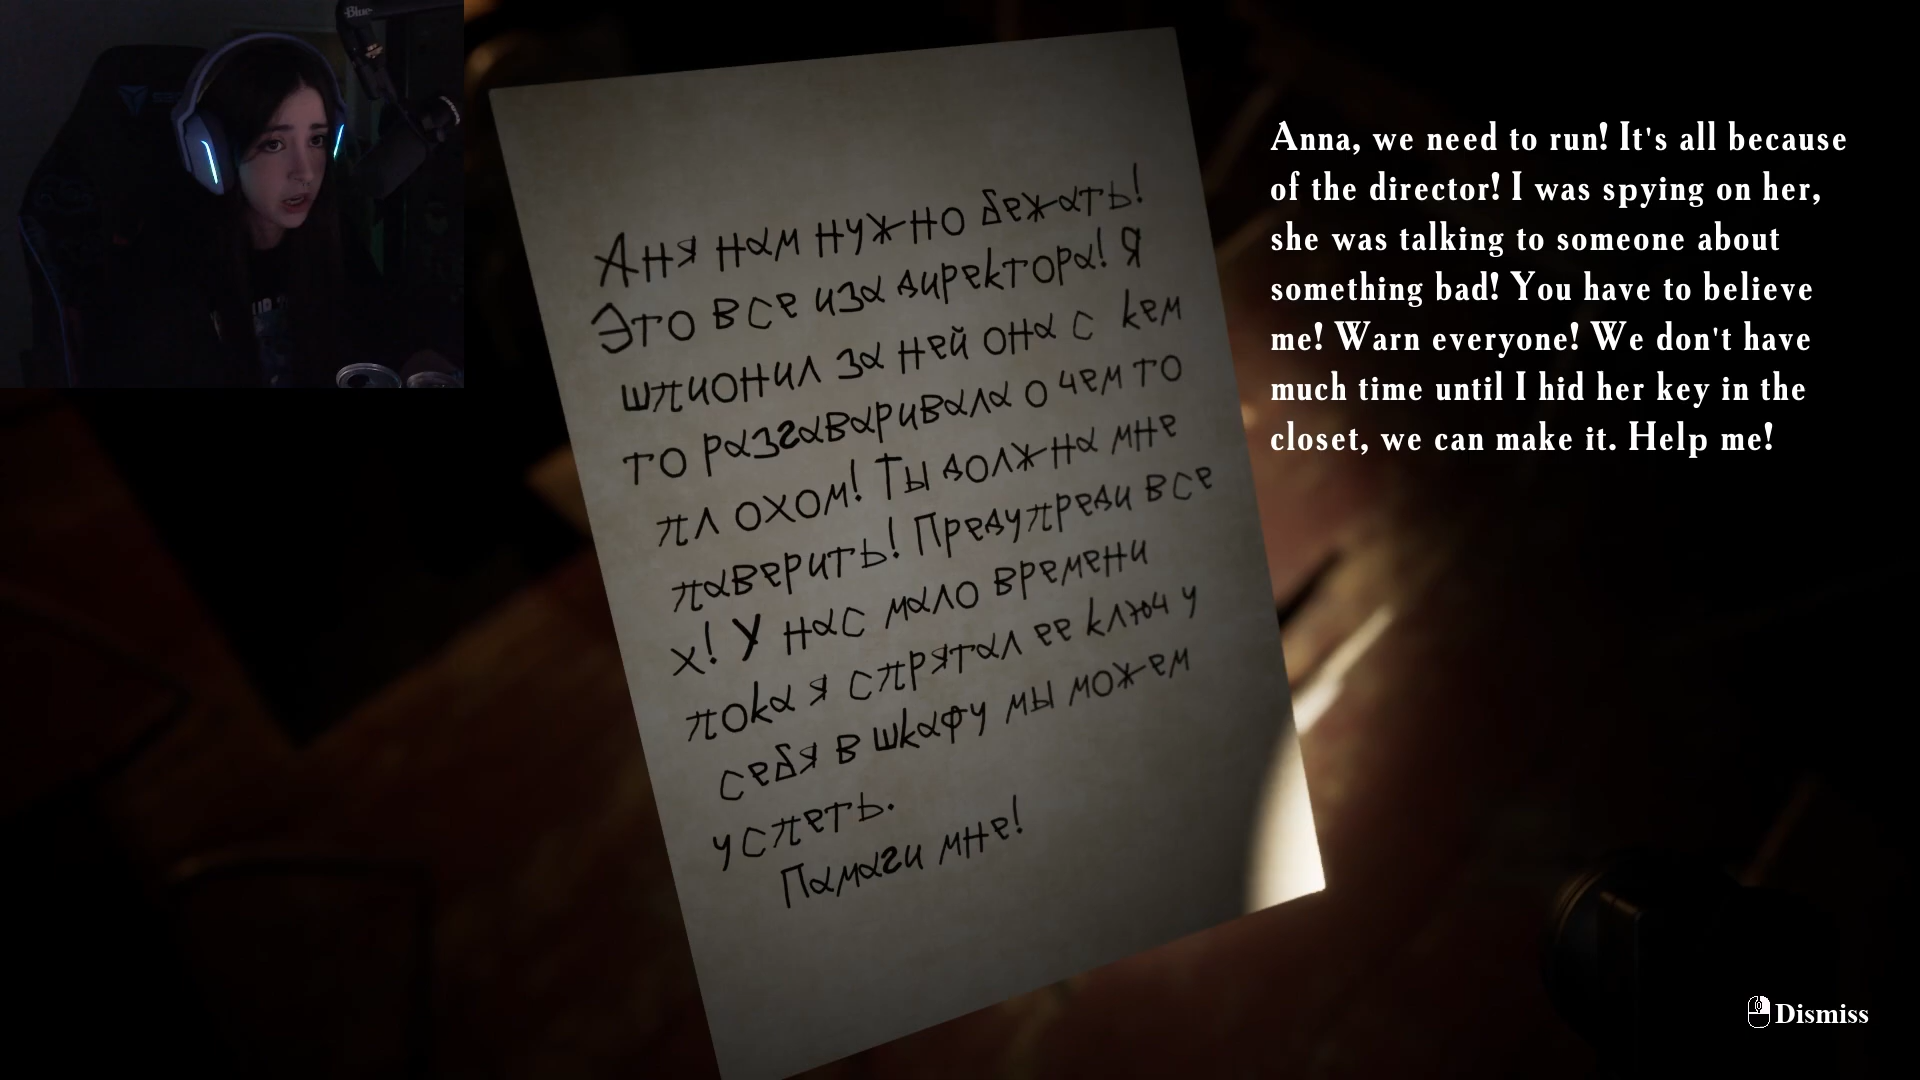 Blue
Аня нам нужно бежать!
Это все иза директора! Я
шпионил за ней она с кем
то разгаваривала о чем то
пл охом! Ты должна мне
паверить! Предупреди все
х! У нас мало времени
пока я спрятал ее ключ у
себя в шкафу мы можем
успеть.
Памаги мне!
Anna, we need to run! It's all because
of the director! I was spying on her,
she was talking to someone about
something bad! You have to believe
me! Warn everyone! We don't have
much time until I hid her key in the
closet, we can make it. Help me!
Dismiss